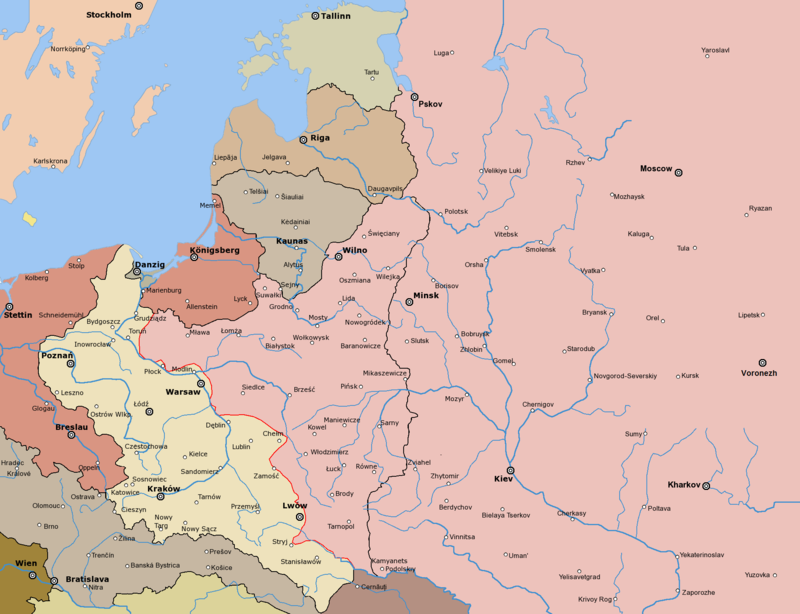 Stockholm
Tallinn
Norrköping
Luga
Yaroslavl
Tartu
Pskov
Riga
Karlskrona
Liepāja
Jelgava
Rzhev
Moscow
Velikiye Luki
Telšiai
Šiauliai
Daugavpils
Mozhaysk
Memel
Polotsk
Ryazan
Kėdainiai
Święciany
Vitebsk
Kaluga
Kaunas
Wilno
Smolensk
Tula
Königsberg
Stolp
Danzig
Alytus
Orsha
Vyatka
Kolberg
Sejny
Oszmiana
Wilejka
Borisov
Marienburg
Suwałki
Minsk
Allenstein
Lyck
Grodno
Lida
Stettin
Schneidemühl
Grudziądz
Mosty
Nowogródek
Bryansk
Orel
Lipetsk
Bydgoszcz
Toruń
Mława
Łomża
Wołkowysk
Bobruysk
Inowrocław
Białystok
Baranowicze
Slutsk
Zhlobin
Starodub
Poznań
Gomel
Płock
Modlin
Mikaszewicze
Novgorod-Severskiy
Kursk
Voronezh
Leszno
Warsaw
Siedlce
Brześć
Pińsk
Mozyr
Glogau
Ostrów Wlkp.
Łódź
Chernigov
Breslau
Dęblin
Maniewicze
Sarny
Kowel
Sumy
Częstochowa
Lublin
Chełm
Hradec
Králové
Oppeln
Kielce
Włodzimierz
Sandomierz
Łuck
Równe
Zviahel
Sosnowiec
Zamość
Zhytomir
Kiev
Kharkov
Ostrava
Katowice
Kraków
Tarnów
Brody
Olomouc
Cieszyn
Przemyśl
Lwów
Berdychov
Bielaya Tserkov
Cherkasy
Poltava
Brno
Nowy
Targ
Nowy Sącz
Tarnopol
Žilina
Stryj
Vinnitsa
Trenčín
Prešov
Uman'
Yekaterinoslav
Wien
Banská Bystrica
Košice
Stanisławów
Kamyanets
Podolskiy
Bratislava
Nitra
Cernăuți
Yelisavetgrad
Krivoy Rog
Zaporozhe
Yuzovka